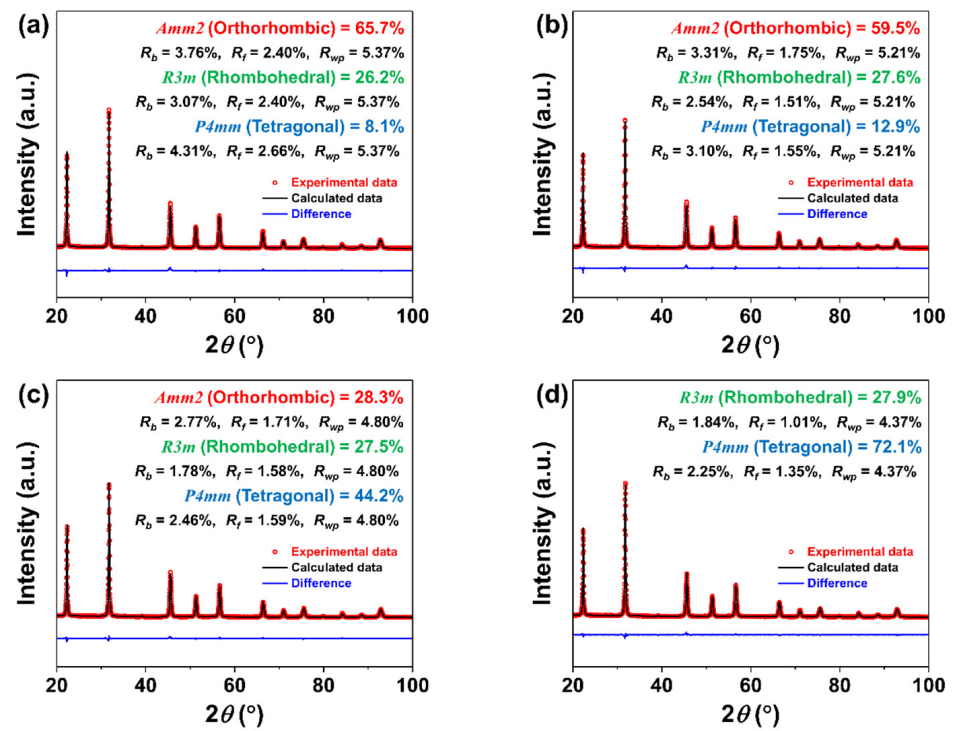 (a)
Amm2 (Orthorhombic) = 65.7%
Rb = 3.76%, Rf = 2.40%, Rwp = 5.37%
R3m (Rhombohedral) = 26.2%
Rb = 3.07%, Rf = 2.40%, Rwp = 5.37%
P4mm (Tetragonal) = 8.1%
Rb = 4.31%, Rf = 2.66%, Rwp = 5.37%
Experimental data
Calculated data
Difference
Intensity (a.u.)
20 40 60 80 100
2θ (°)
(b)
Amm2 (Orthorhombic) = 59.5%
Rb = 3.31%, Rf = 1.75%, Rwp = 5.21%
R3m (Rhombohedral) = 27.6%
Rb = 2.54%, Rf = 1.51%, Rwp = 5.21%
P4mm (Tetragonal) = 12.9%
Rb = 3.10%, Rf = 1.55%, Rwp = 5.21%
Experimental data
Calculated data
Difference
Intensity (a.u.)
20 40 60 80 100
2θ (°)
(c)
Amm2 (Orthorhombic) = 28.3%
Rb = 2.77%, Rf = 1.71%, Rwp = 4.80%
R3m (Rhombohedral) = 27.5%
Rb = 1.78%, Rf = 1.58%, Rwp = 4.80%
P4mm (Tetragonal) = 44.2%
Rb = 2.46%, Rf = 1.59%, Rwp = 4.80%
Experimental data
Calculated data
Difference
Intensity (a.u.)
20 40 60 80 100
2θ (°)
(d)
R3m (Rhombohedral) = 27.9%
Rb = 1.84%, Rf = 1.01%, Rwp = 4.37%
P4mm (Tetragonal) = 72.1%
Rb = 2.25%, Rf = 1.35%, Rwp = 4.37%
Experimental data
Calculated data
Difference
Intensity (a.u.)
20 40 60 80 100
2θ (°)